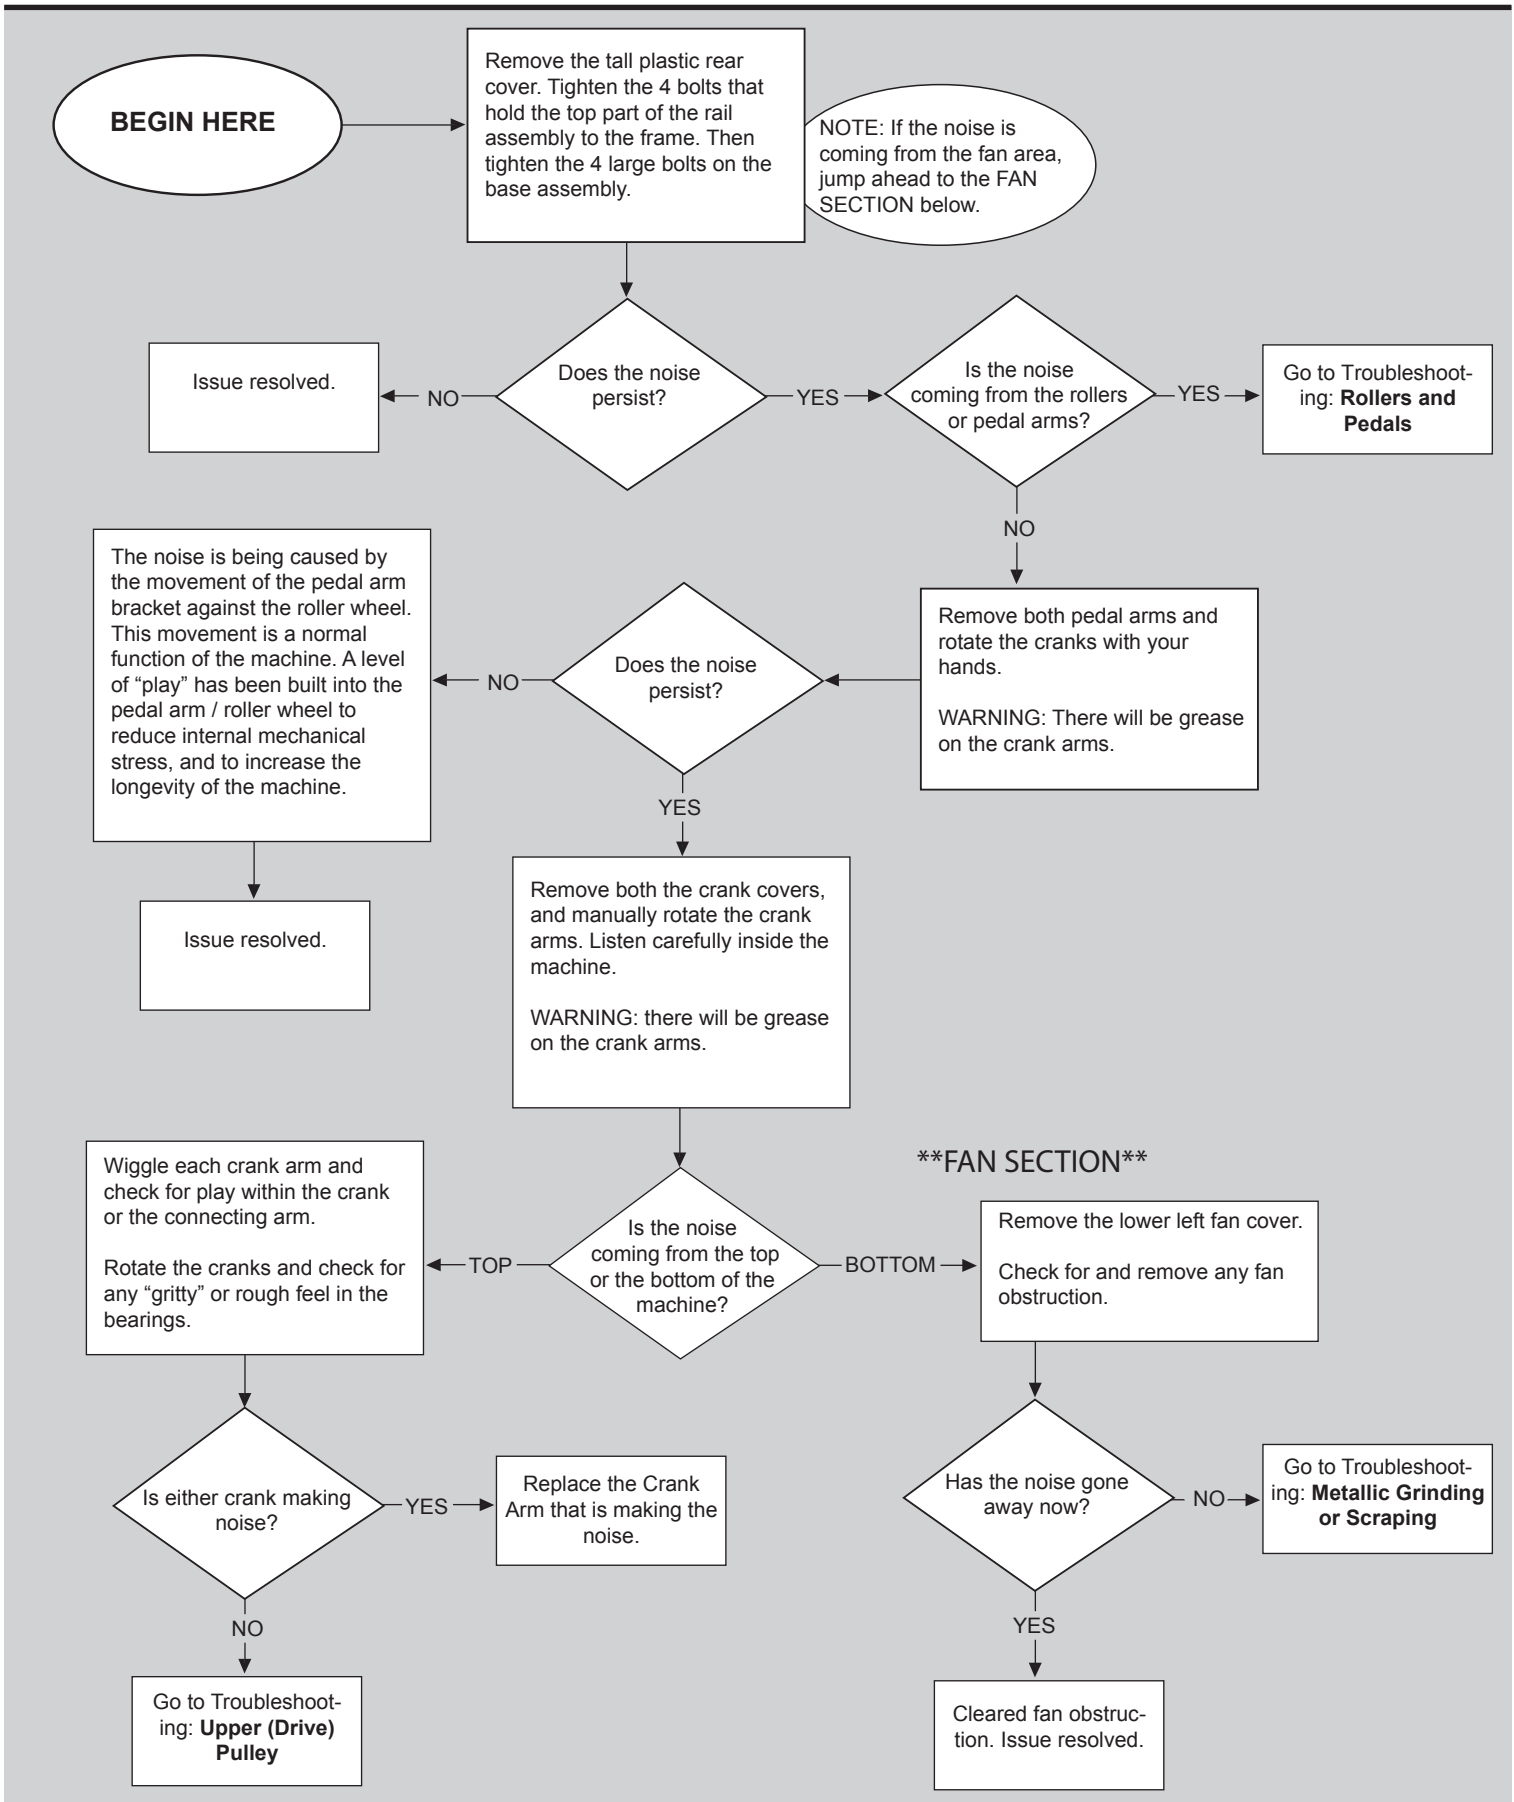 BEGIN HERE
Remove the tall plastic rear
cover. Tighten the 4 bolts that
hold the top part of the rail
assembly to the frame. Then
tighten the 4 large bolts on the
base assembly.
NOTE: If the noise is
coming from the fan area,
jump ahead to the FAN
SECTION below.
Issue resolved.
NO
Does the noise
persist?
YES
Is the noise
coming from the rollers
or pedal arms?
YES
Go to Troubleshoot-
ing: Rollers and
Pedals
NO
The noise is being caused by
the movement of the pedal arm
bracket against the roller wheel.
This movement is a normal
function of the machine. A level
of “play” has been built into the
pedal arm / roller wheel to
reduce internal mechanical
stress, and to increase the
longevity of the machine.
NO
Does the noise
persist?
Remove both pedal arms and
rotate the cranks with your
hands.
WARNING: There will be grease
on the crank arms.
YES
Issue resolved.
Remove both the crank covers,
and manually rotate the crank
arms. Listen carefully inside the
machine.
WARNING: there will be grease
on the crank arms.
**FAN SECTION**
Wiggle each crank arm and
check for play within the crank
or the connecting arm.
Rotate the cranks and check for
any “gritty” or rough feel in the
bearings.
TOP
Is the noise
coming from the top
or the bottom of the
machine?
BOTTOM
Remove the lower left fan cover.
Check for and remove any fan
obstruction.
Is either crank making
noise?
YES
Replace the Crank
Arm that is making the
noise.
Has the noise gone
away now?
NO
Go to Troubleshoot-
ing: Metallic Grinding
or Scraping
NO
YES
Go to Troubleshoot-
ing: Upper (Drive)
Pulley
Cleared fan obstruc-
tion. Issue resolved.